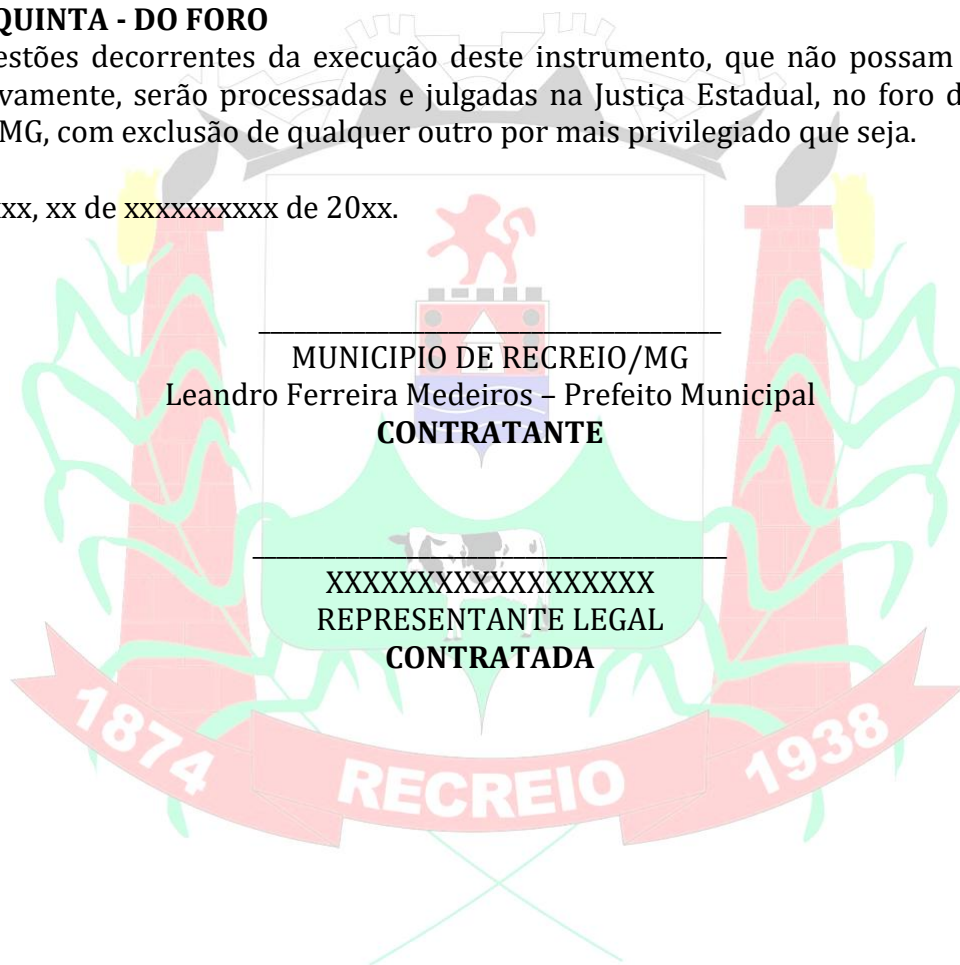 QUINTA - DO FORO
estões decorrentes da execução deste instrumento, que não possam
vamente, serão processadas e julgadas na Justiça Estadual, no foro d
MG, com exclusão de qualquer outro por mais privilegiado que seja.
xx, xx de xxxxxxxxxx de 20xx.
MUNICIPIO DE RECREIO/MG
Leandro Ferreira Medeiros – Prefeito Municipal
CONTRATANTE
XXXXXXXXXXXXXXXXXX
REPRESENTANTE LEGAL
CONTRATADA
1874 RECREIO 1938